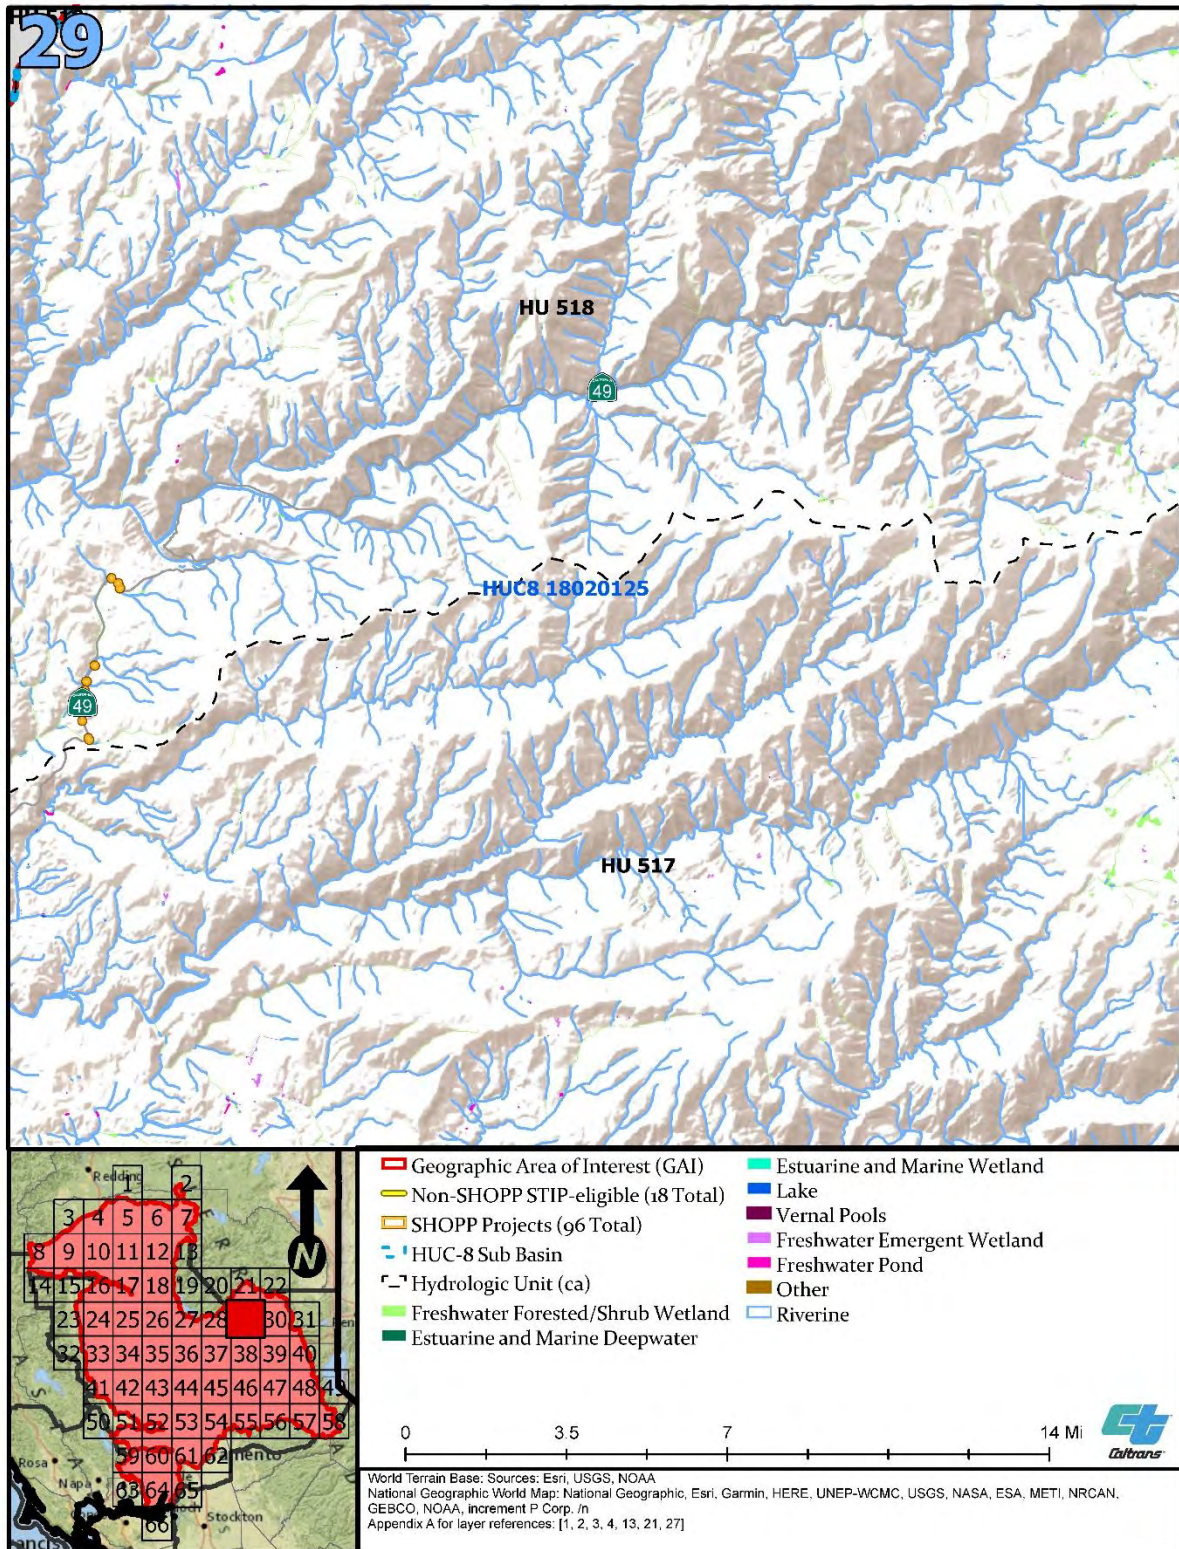 29
HU 518
49
HUC8 18020125
49
HU 517
Geographic Area of Interest (GAI)
Non-SHOPP STIP-eligible (18 Total)
SHOPP Projects (96 Total)
HUC-8 Sub Basin
Hydrologic Unit (ca)
Freshwater Forested/Shrub Wetland
Estuarine and Marine Deepwater
Estuarine and Marine Wetland
Lake
Vernal Pools
Freshwater Emergent Wetland
Freshwater Pond
Other
Riverine
0 3.5 7 14 Mi
Caltrans
World Terrain Base: Sources: Esri, USGS, NOAA
National Geographic World Map: National Geographic, Esri, Garmin, HERE, UNEP-WCMC, USGS, NASA, ESA, METI, NRCAN,
GEBCO, NOAA, increment P Corp. /n
Appendix A for layer references: [1, 2, 3, 4, 13, 21, 27]
N
Redding
1 2
3 4 5 6 7
8 9 10 11 12 13
14 15 16 17 18 19 20 21 22
23 24 25 26 27 28 30 31
32 33 34 35 36 37 38 39 40
41 42 43 44 45 46 47 48 49
50 51 52 53 54 55 56 57 58
59 60 61 62
Rosa
Napa
63 64 65
Stockton
66